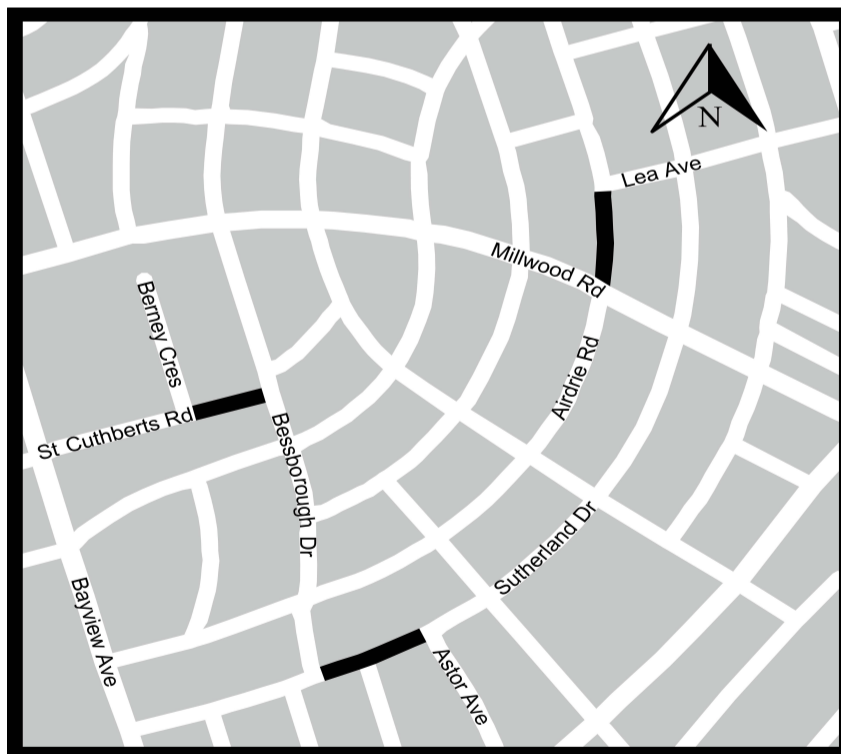 N
Lea Ave
Millwood Rd
Berney Cres
Airdrie Rd
St Cuthberts Rd
Bessborough Dr
Sutherland Dr
Bayview Ave
Astor Ave